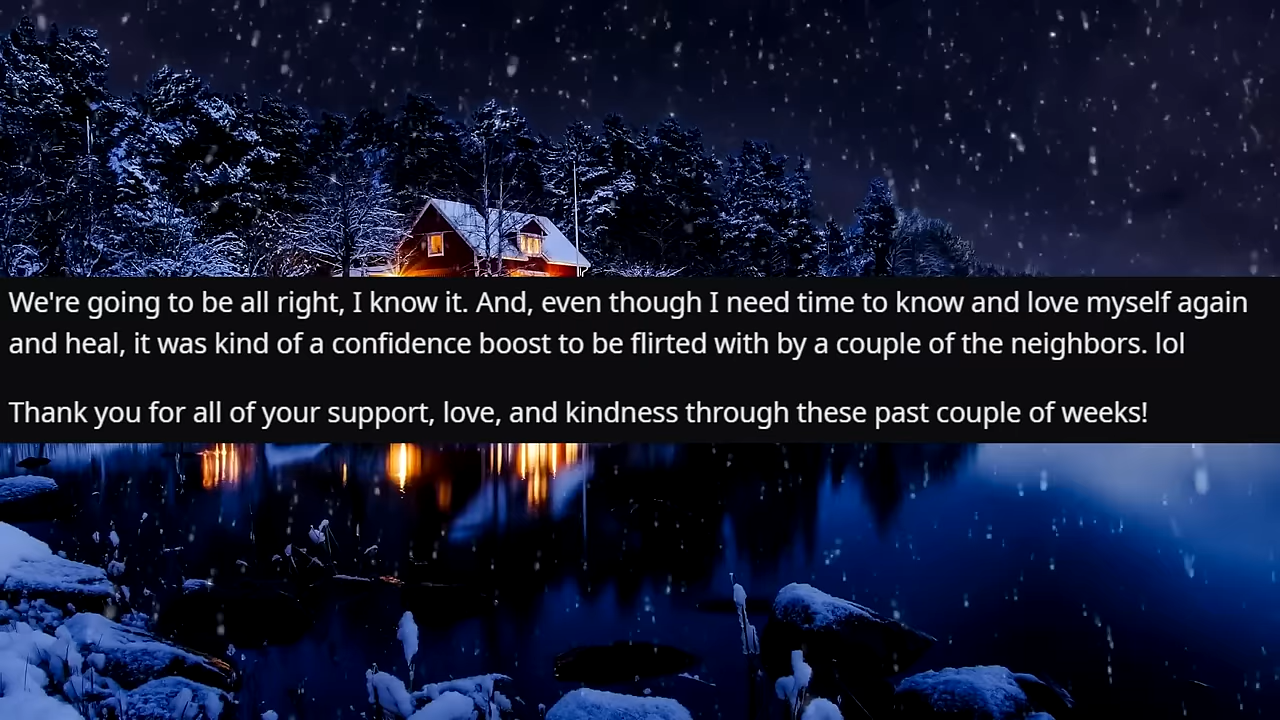 We're going to be all right, I know it. And, even though I need time to know and love myself again
and heal, it was kind of a confidence boost to be flirted with by a couple of the neighbors. lol
Thank you for all of your support, love, and kindness through these past couple of weeks!